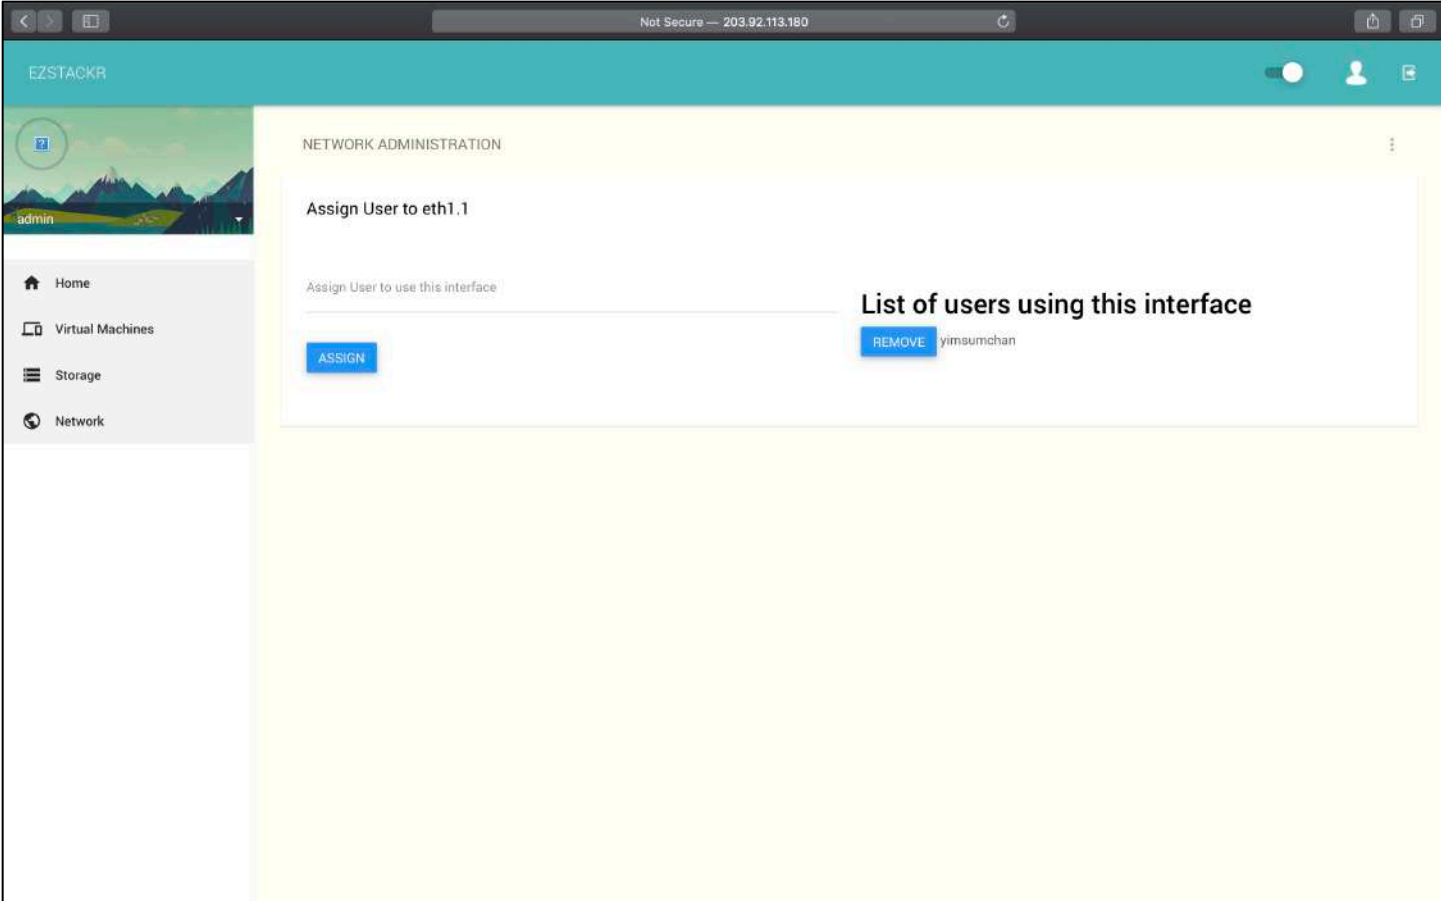 Not Secure — 203.92.113.180
EZSTACKR
admin
Home
Virtual Machines
Storage
Network
NETWORK ADMINISTRATION
Assign User to eth1.1
Assign User to use this interface
ASSIGN
List of users using this interface
REMOVE yimsumchan